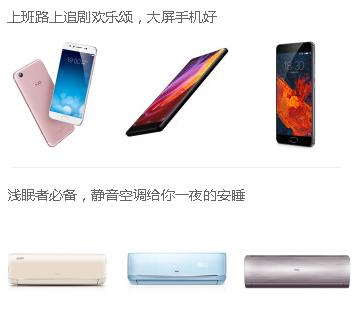 上班路上追剧欢乐颂，大屏手机好
浅眠者必备，静音空调给你一夜的安睡